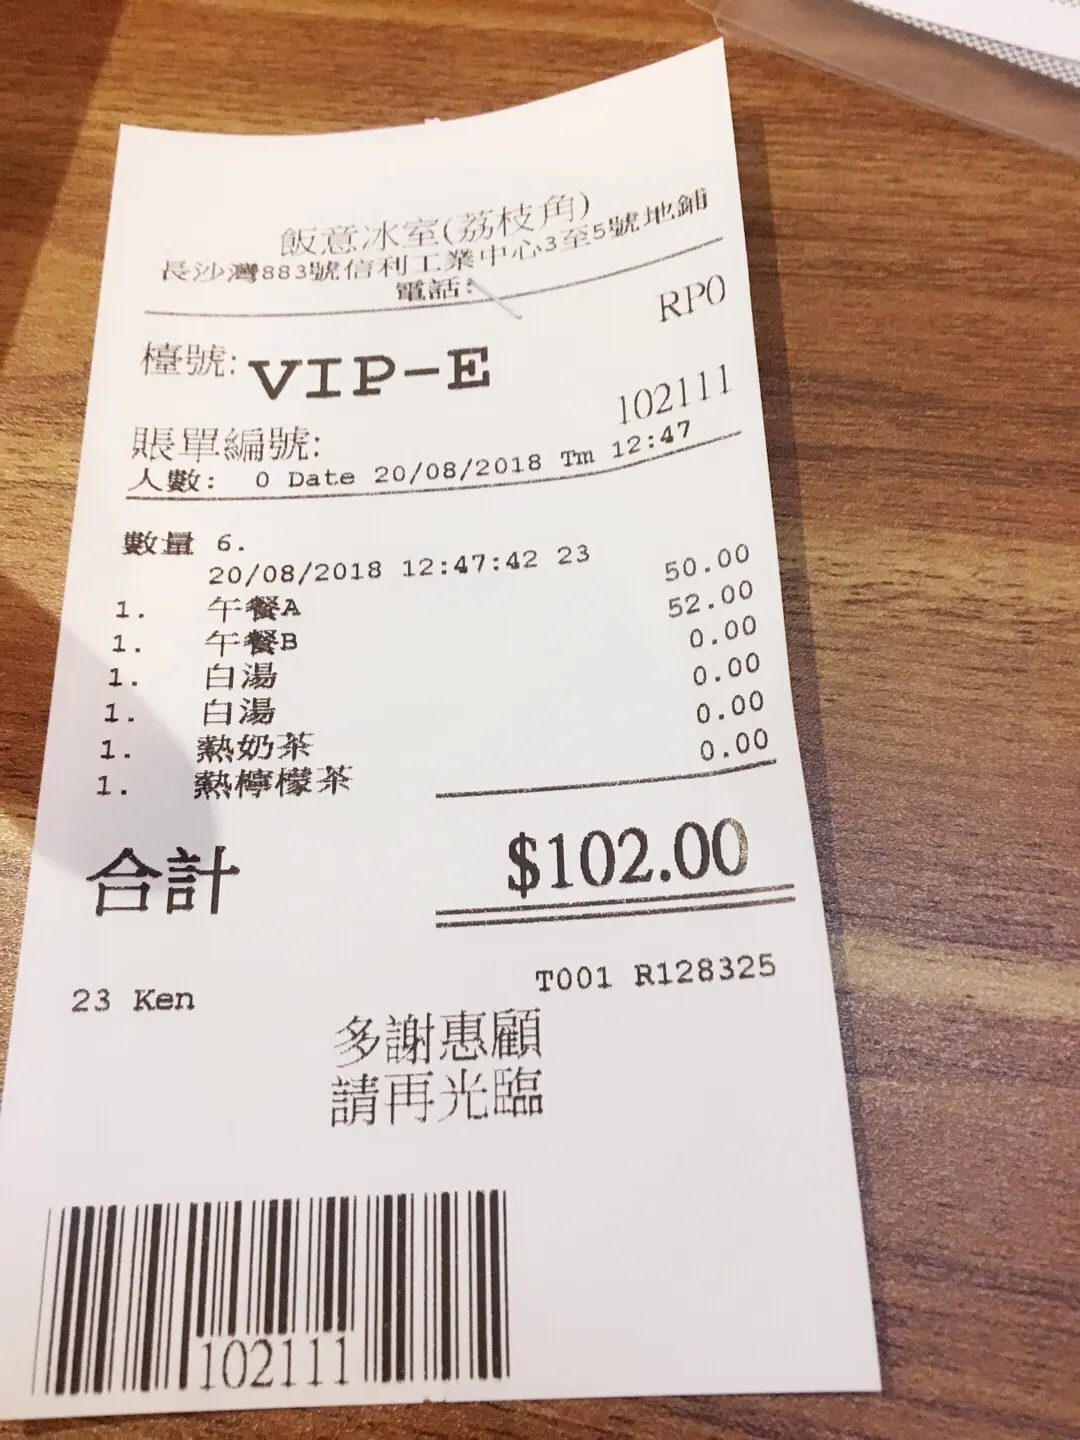 飯意冰室(荔枝角)
長沙灣883號信利工業中心3至5號地鋪
電話:
RP0
檯號: VIP-E
賬單編號: 102111
人數: 0 Date 20/08/2018 Tm 12:47
數量 6.
20/08/2018 12:47:42 23
1. 午餐A 50.00
1. 午餐B 52.00
1. 白湯 0.00
1. 白湯 0.00
1. 熱奶茶 0.00
1. 熱檸檬茶 0.00
合計 $102.00
23 Ken T001 R128325
多謝惠顧
請再光臨
102111